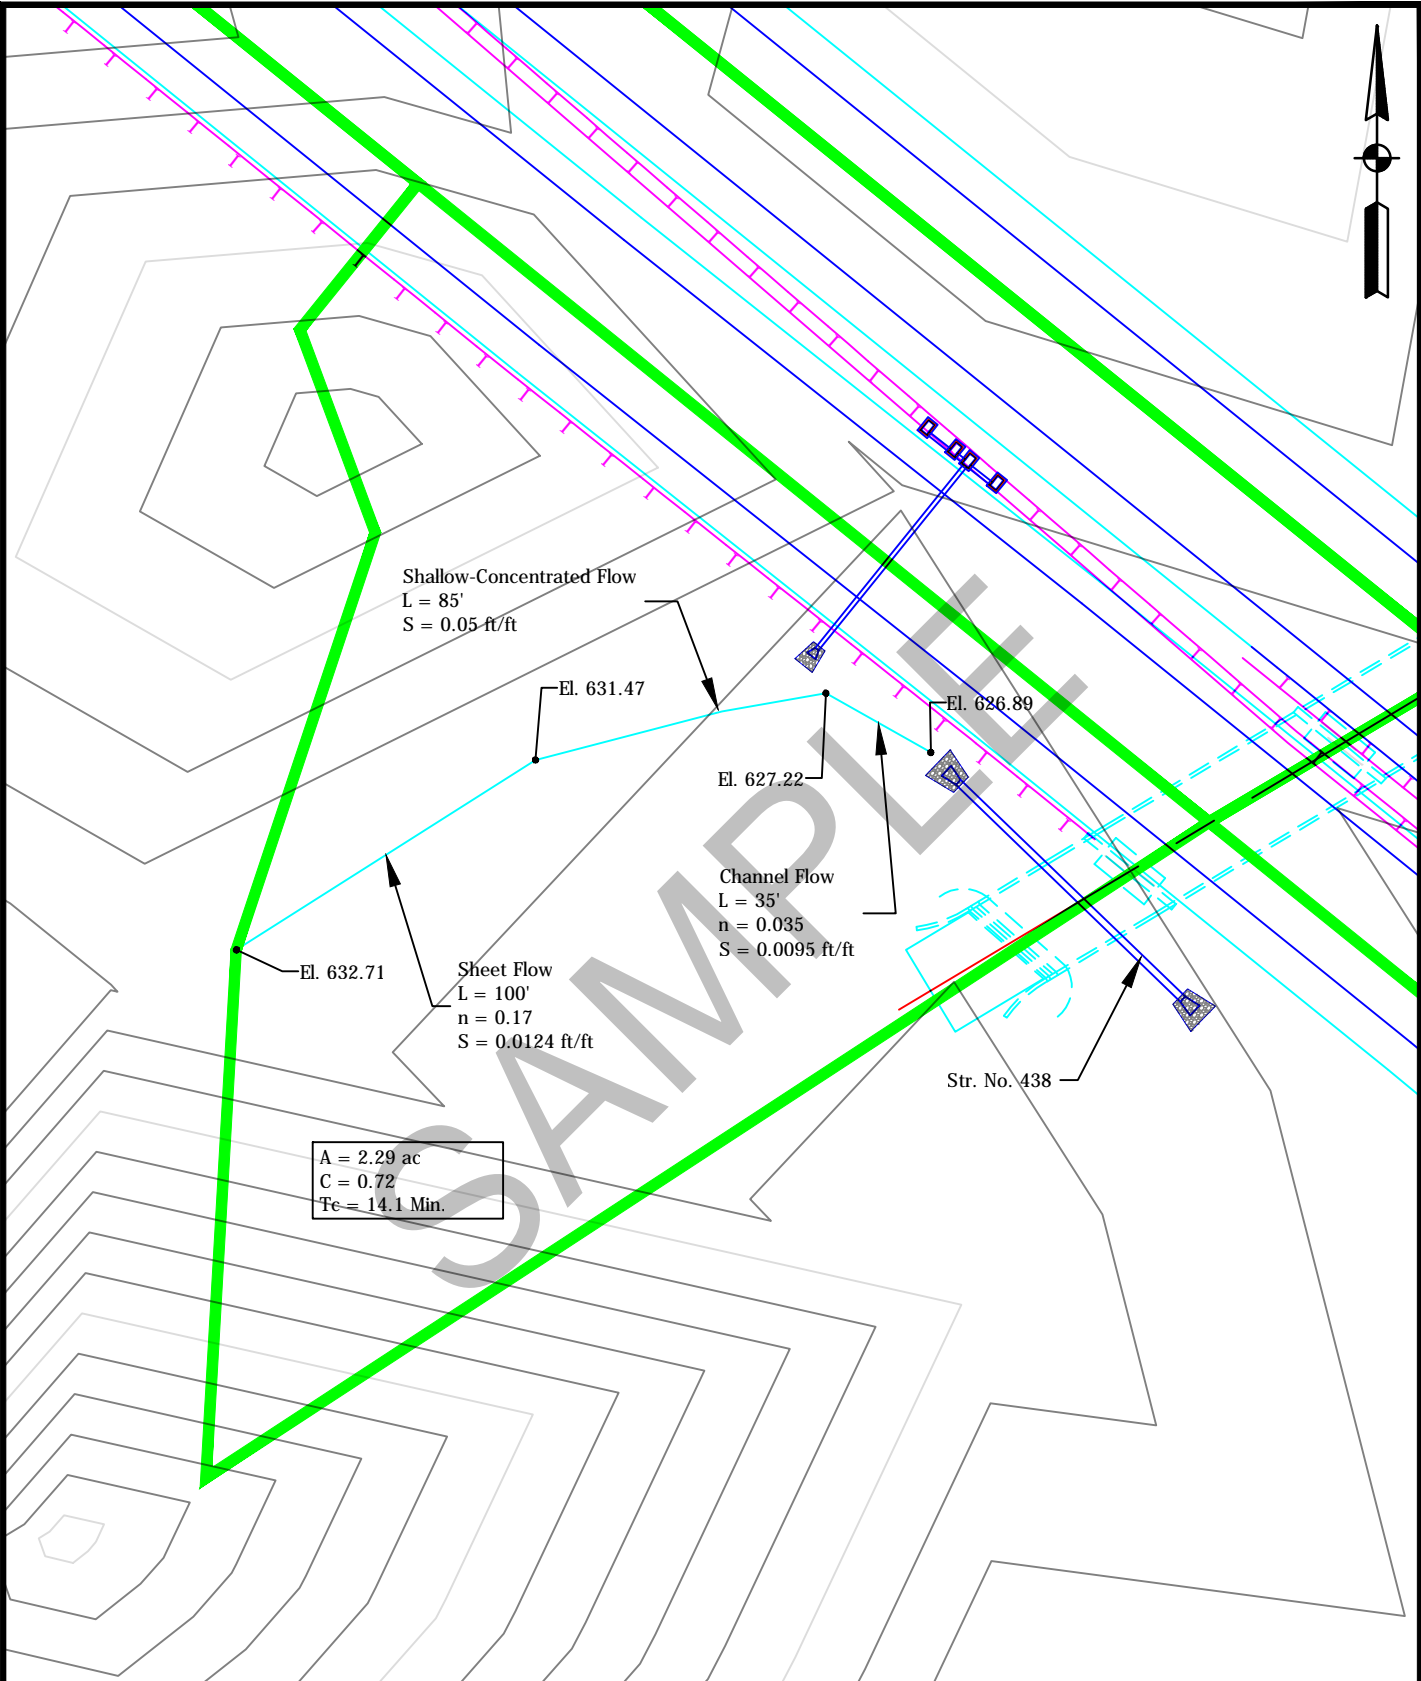 Shallow-Concentrated Flow
L = 85'
S = 0.05 ft/ft
El. 631.47
El. 626.89
El. 627.22
Channel Flow
L = 35'
n = 0.035
S = 0.0095 ft/ft
El. 632.71
Sheet Flow
L = 100'
n = 0.17
S = 0.0124 ft/ft
Str. No. 438
A = 2.29 ac
C = 0.72
Tc = 14.1 Min.
SAMPLE